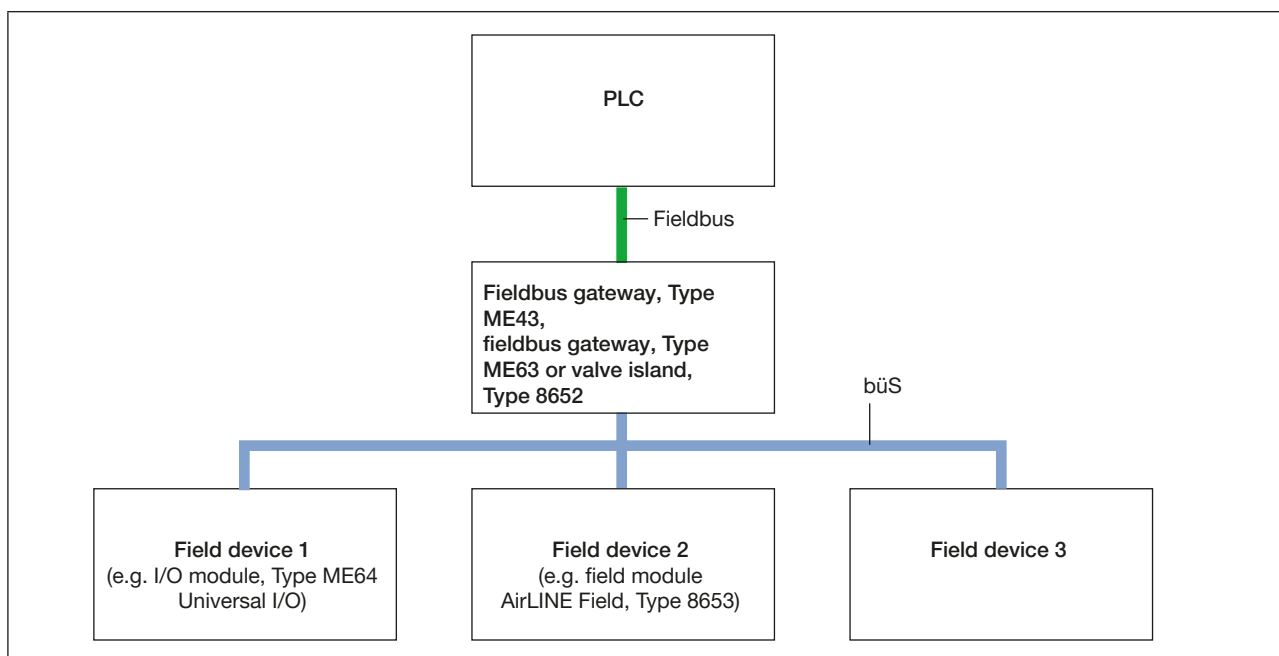 PLC
Fieldbus
Fieldbus gateway, Type
ME43,
fieldbus gateway, Type
ME63 or valve island,
Type 8652
büS
Field device 1
(e.g. I/O module, Type ME64
Universal I/O)
Field device 2
(e.g. field module
AirLINE Field, Type 8653)
Field device 3